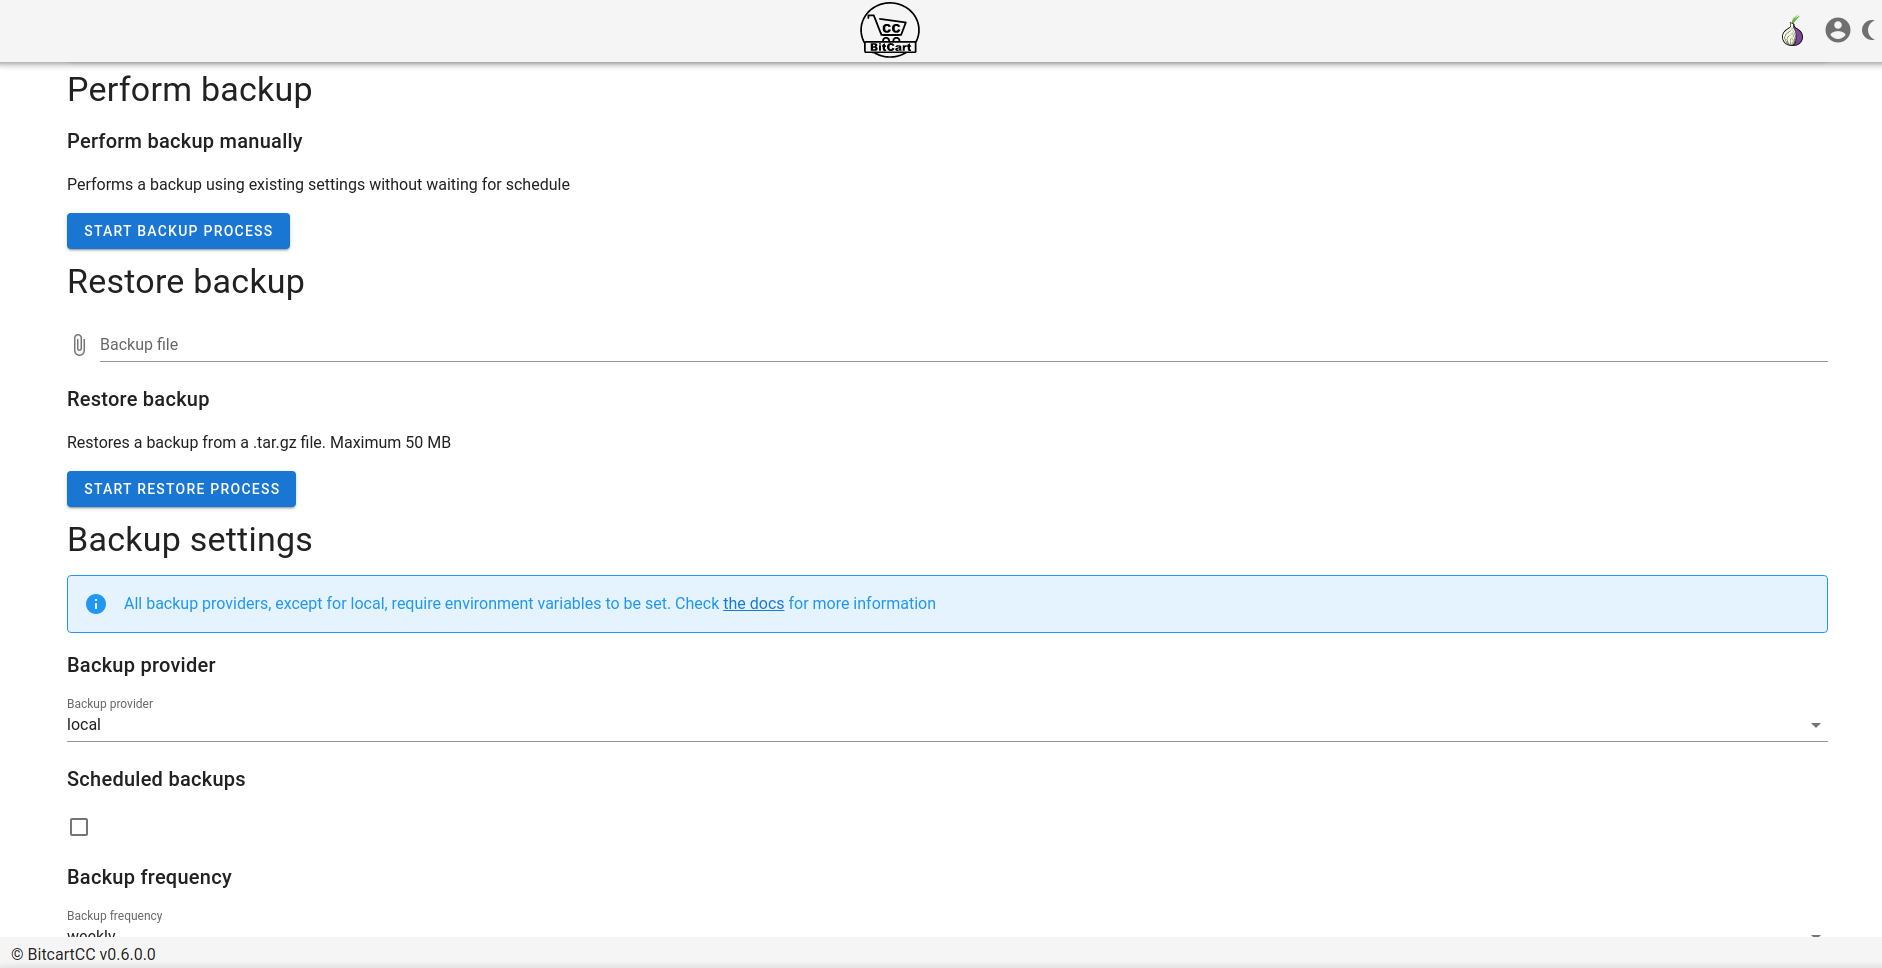 CC
BitCart
Perform backup
Perform backup manually
Performs a backup using existing settings without waiting for schedule
START BACKUP PROCESS
Restore backup
Backup file
Restore backup
Restores a backup from a .tar.gz file. Maximum 50 MB
START RESTORE PROCESS
Backup settings
All backup providers, except for local, require environment variables to be set. Check the docs for more information
Backup provider
Backup provider
local
Scheduled backups
Backup frequency
Backup frequency
weekly
© BitcartCC v0.6.0.0